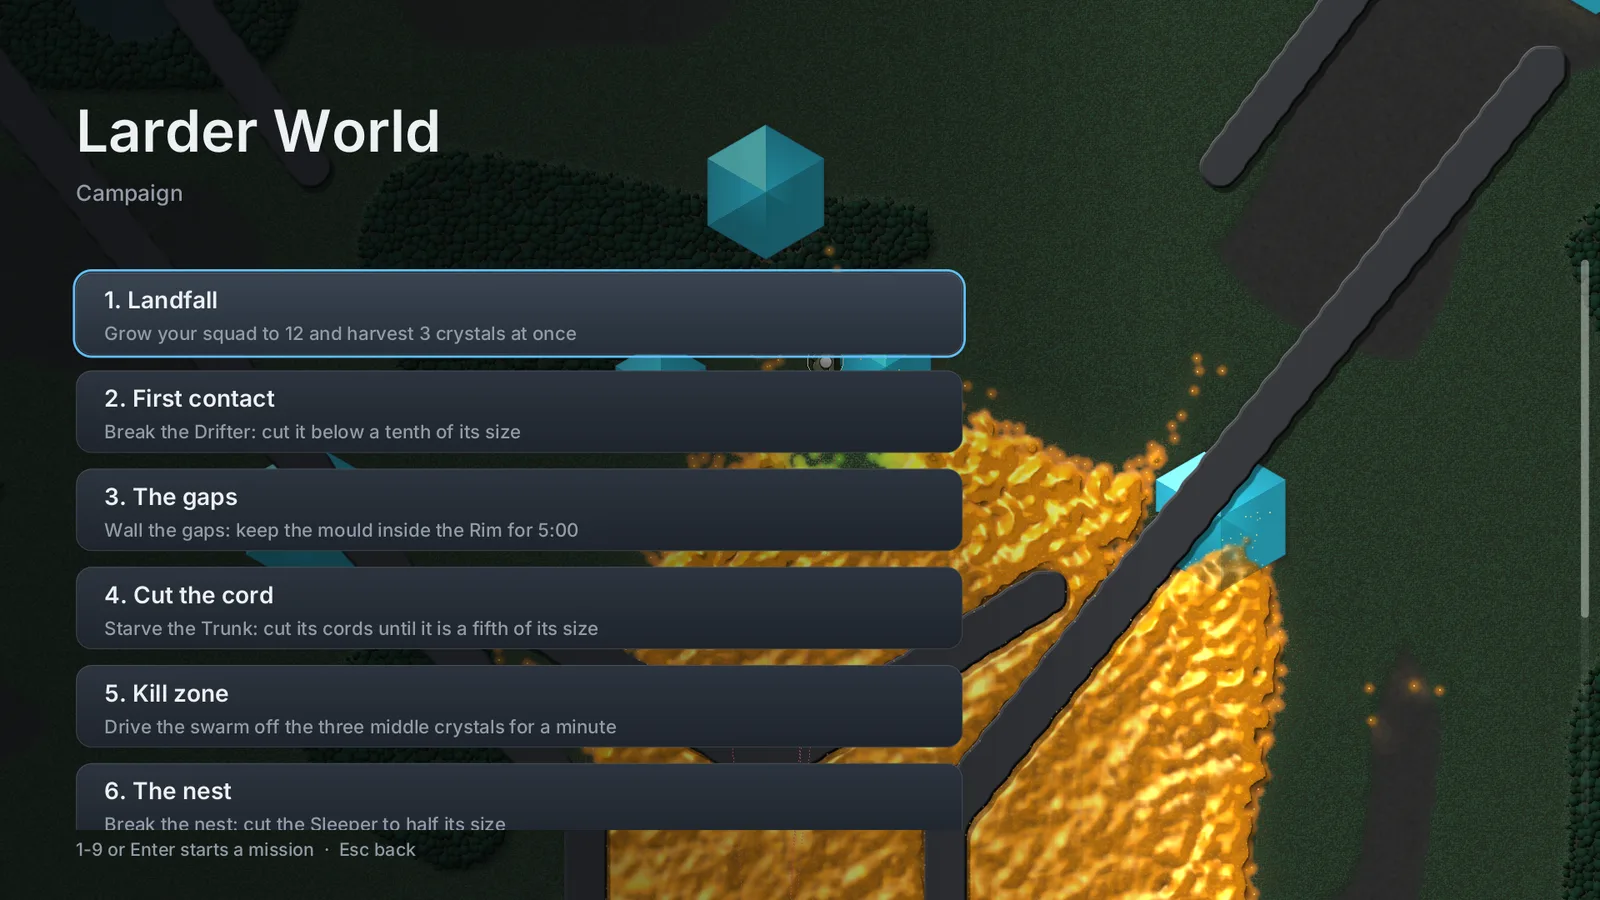 Larder World
Campaign
1. Landfall
Grow your squad to 12 and harvest 3 crystals at once
2. First contact
Break the Drifter: cut it below a tenth of its size
3. The gaps
Wall the gaps: keep the mould inside the Rim for 5:00
4. Cut the cord
Starve the Trunk: cut its cords until it is a fifth of its size
5. Kill zone
Drive the swarm off the three middle crystals for a minute
6. The nest
Break the nest: cut the Sleeper to half its size
1-9 or Enter starts a mission · Esc back